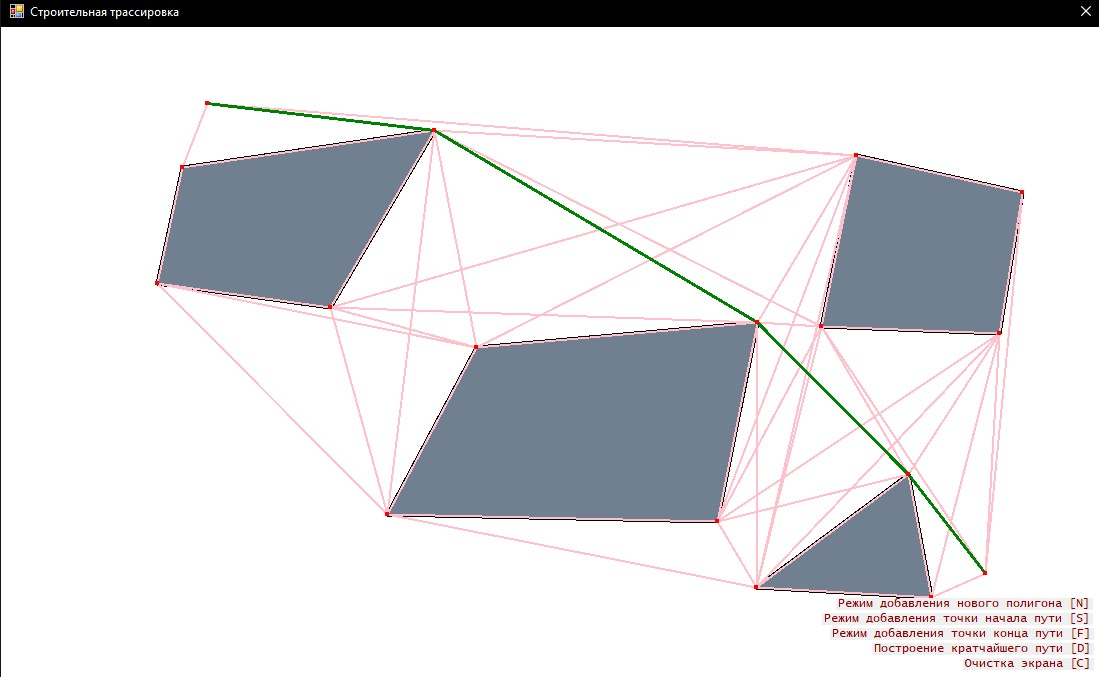 Строительная трассировка
Режим добавления нового полигона [N]
Режим добавления точки начала пути [S]
Режим добавления точки конца пути [F]
Построение кратчайшего пути [D]
Очистка экрана [C]